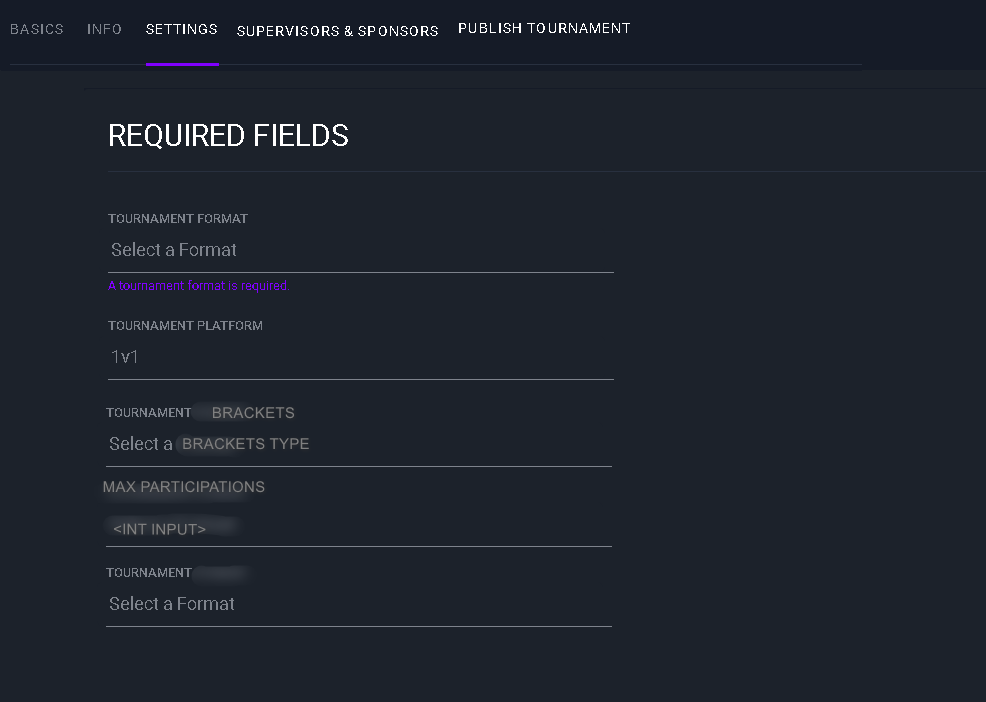 BASICS INFO SETTINGS SUPERVISORS & SPONSORS PUBLISH TOURNAMENT
REQUIRED FIELDS
TOURNAMENT FORMAT
Select a Format
A tournament format is required.
TOURNAMENT PLATFORM
1v1
TOURNAMENT BRACKETS
Select a BRACKETS TYPE
MAX PARTICIPATIONS
<INT INPUT>
TOURNAMENT
Select a Format